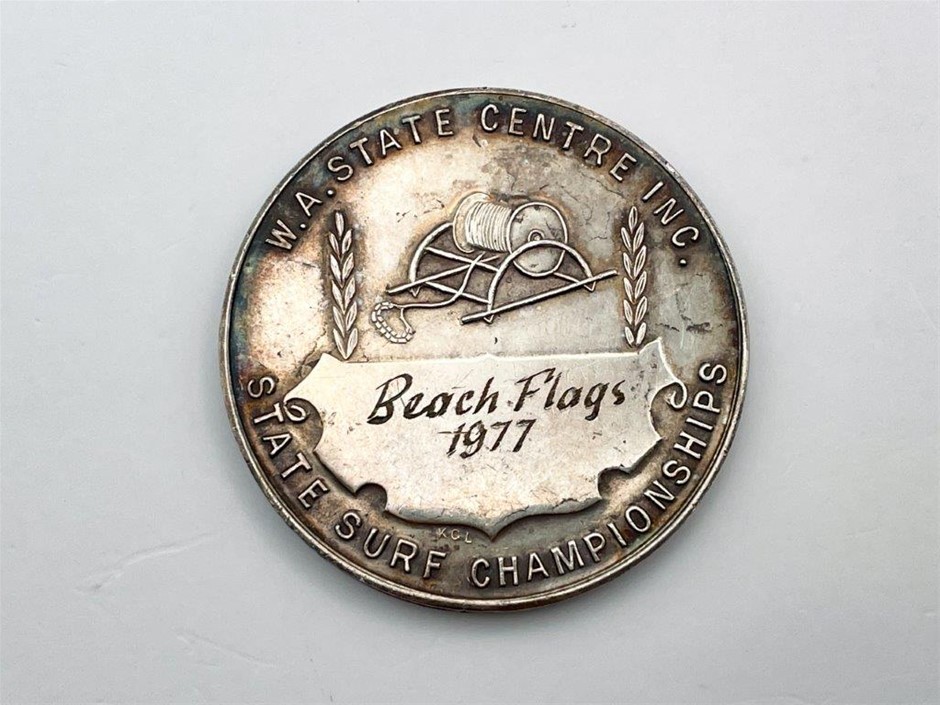 W.A. STATE CENTRE INC.
Beach Flags
1977
KCL
STATE SURF CHAMPIONSHIPS